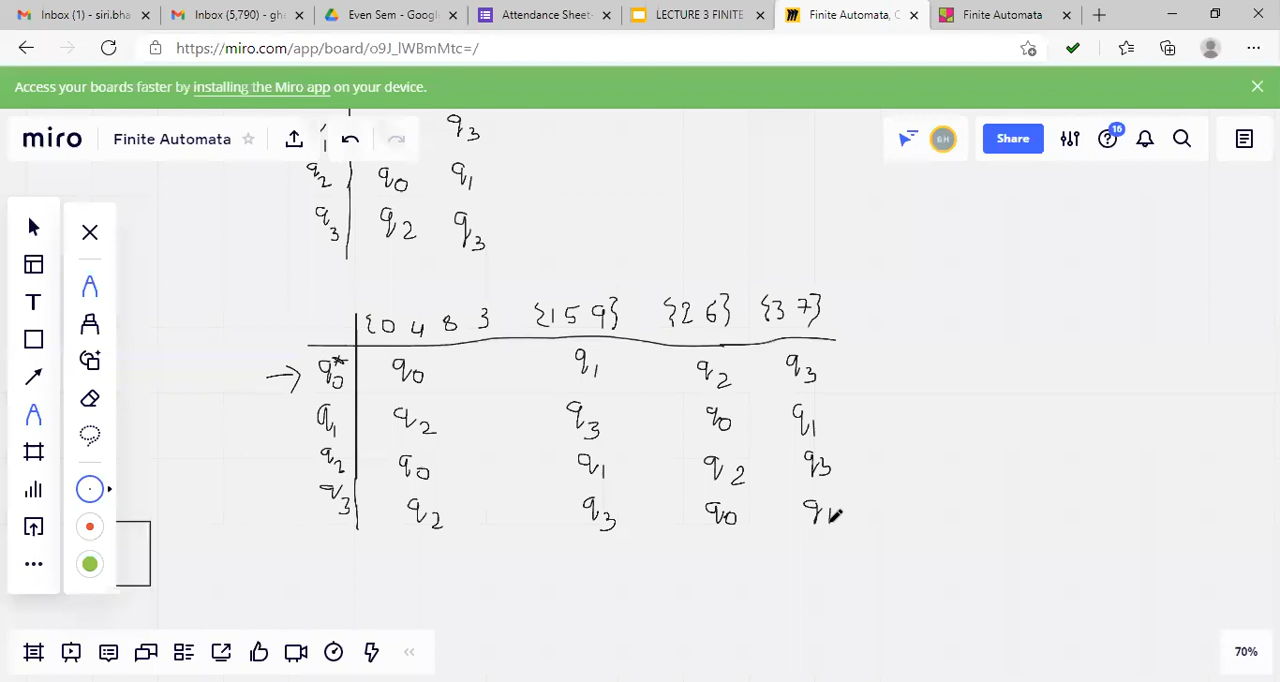 Inbox (1) - siri.bha
Inbox (5,790) - gha
Even Sem - Google
Attendance Sheet-
LECTURE 3 FINITE
Finite Automata, O
Finite Automata
https://miro.com/app/board/o9J_lWBmMtc=/
Access your boards faster by installing the Miro app on your device.
miro Finite Automata GH Share 16
q3
1
q2 q0 q1
q3 q2 q3
{0 4 8 } {1 5 9} {2 6} {3 7}
→ q0* q0 q1 q2 q3
q1 q2 q3 q0 q1
q2 q0 q1 q2 q3
q3 q2 q3 q0 q1
T
70%